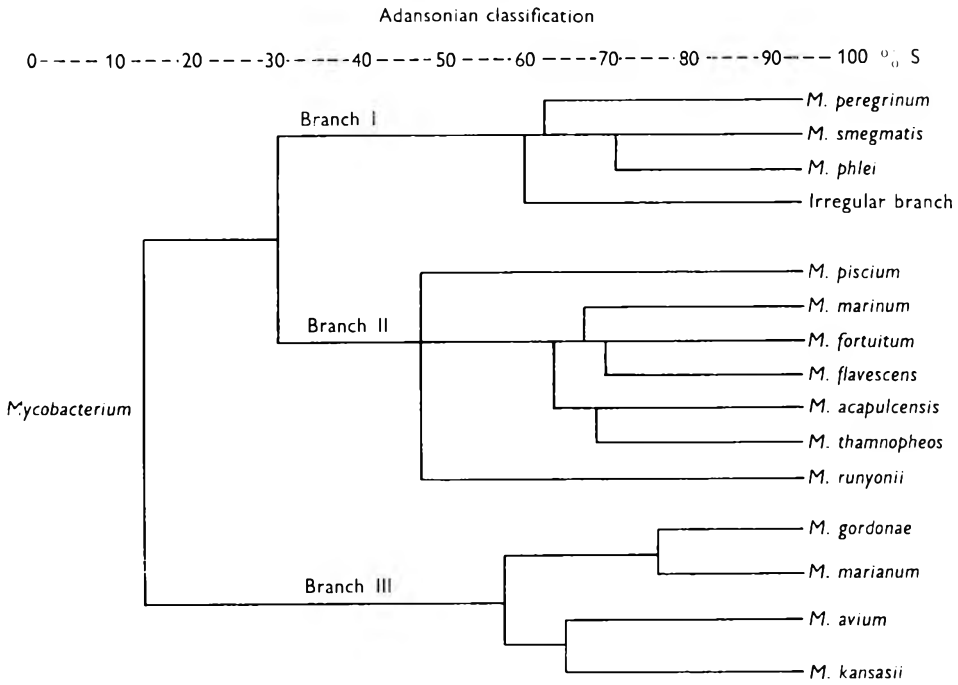 Adansonian classification
0----- 10 ----·20 -----30·---- 40 ----- 50 ----- 60 -----70·---- 80 -----90---- 100 % S
Branch I
M. peregrinum
M. smegmatis
M. phlei
Irregular branch
M. piscium
M. marinum
Branch II
M. fortuitum
M. flavescens
Mycobacterium
M. acapulcensis
M. thamnopheos
M. runyonii
M. gordonae
Branch III
M. marianum
M. avium
M. kansasii